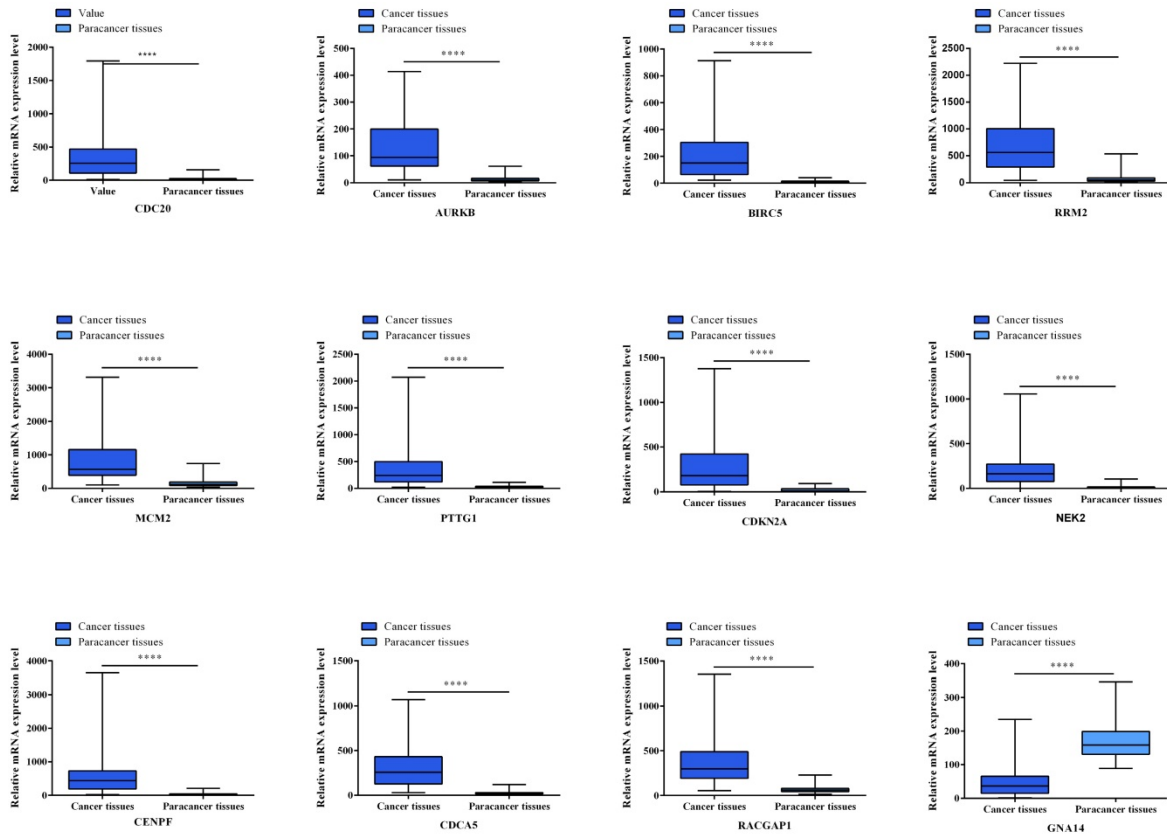 Value
Paracancer tissues
Relative mRNA expression level
2000
1500
1000
500
0
****
Value Paracancer tissues
CDC20
Cancer tissues
Paracancer tissues
Relative mRNA expression level
500
400
300
200
100
0
****
Cancer tissues Paracancer tissues
AURKB
Cancer tissues
Paracancer tissues
Relative mRNA expression level
1000
800
600
400
200
0
****
Cancer tissues Paracancer tissues
BIRC5
Cancer tissues
Paracancer tissues
Relative mRNA expression level
2500
2000
1500
1000
500
0
****
Cancer tissues Paracancer tissues
RRM2
Cancer tissues
Paracancer tissues
Relative mRNA expression level
4000
3000
2000
1000
0
****
Cancer tissues Paracancer tissues
MCM2
Cancer tissues
Paracancer tissues
Relative mRNA expression level
2500
2000
1500
1000
500
0
****
Cancer tissues Paracancer tissues
PTTG1
Cancer tissues
Paracancer tissues
Relative mRNA expression level
1500
1000
500
0
****
Cancer tissues Paracancer tissues
CDKN2A
Cancer tissues
Paracancer tissues
Relative mRNA expression level
1500
1000
500
0
****
Cancer tissues Paracancer tissues
NEK2
Cancer tissues
Paracancer tissues
Relative mRNA expression level
4000
3000
2000
1000
0
****
Cancer tissues Paracancer tissues
CENPF
Cancer tissues
Paracancer tissues
Relative mRNA expression level
1500
1000
500
0
****
Cancer tissues Paracancer tissues
CDCA5
Cancer tissues
Paracancer tissues
Relative mRNA expression level
1500
1000
500
0
****
Cancer tissues Paracancer tissues
RACGAP1
Cancer tissues
Paracancer tissues
Relative mRNA expression level
400
300
200
100
0
****
Cancer tissues Paracancer tissues
GNA14